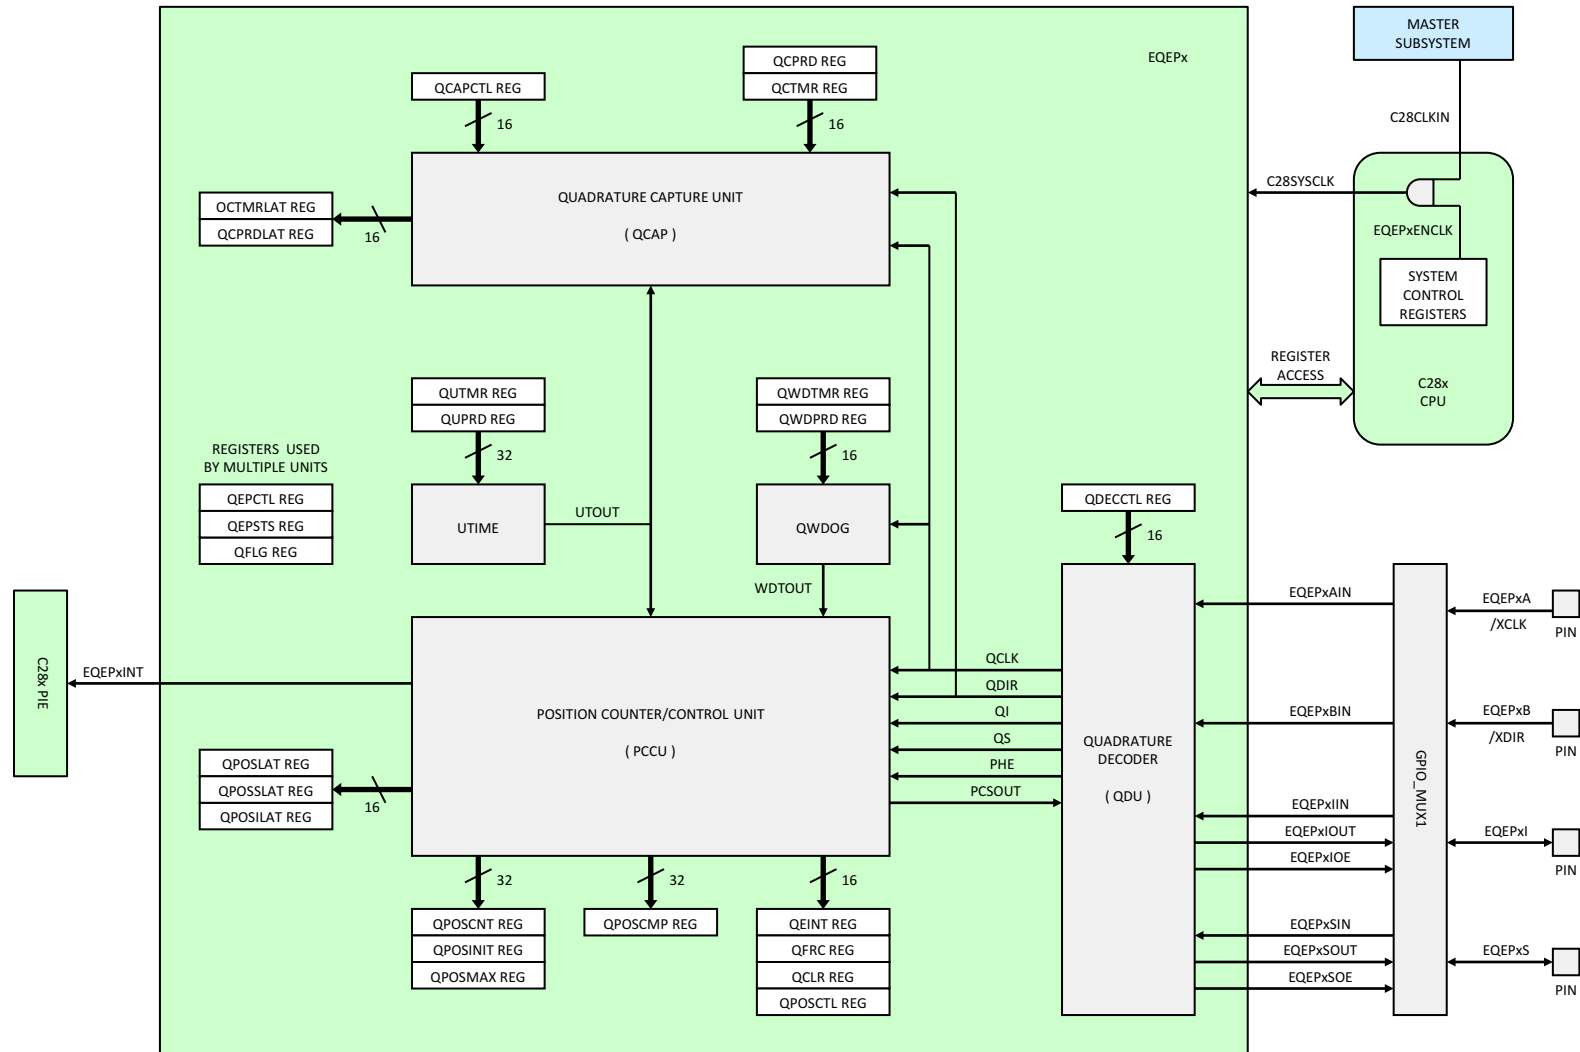 MASTER
SUBSYSTEM
EQEPx
QCPRD REG
QCTMR REG
QCAPCTL REG
16
16
C28CLKIN
QUADRATURE CAPTURE UNIT
( QCAP )
OCTMRLAT REG
QCPRDLAT REG
16
C28SYSCLK
EQEPxENCLK
SYSTEM
CONTROL
REGISTERS
REGISTER
ACCESS
C28x
CPU
QUTMR REG
QUPRD REG
32
QWDTMR REG
QWDPRD REG
16
REGISTERS USED
BY MULTIPLE UNITS
QEPCTL REG
QEPSTS REG
QFLG REG
UTIME
UTOUT
QWDOG
WDTOUT
QDECCTL REG
16
C28x PIE
EQEPxINT
POSITION COUNTER/CONTROL UNIT
( PCCU )
QCLK
QDIR
QI
QS
PHE
PCSOUT
QUADRATURE
DECODER
( QDU )
EQEPxAIN
EQEPxBIN
EQEPxIIN
EQEPxIOUT
EQEPxIOE
EQEPxSIN
EQEPxSOUT
EQEPxSOE
GPIO_MUX1
EQEPxA
/XCLK
PIN
EQEPxB
/XDIR
PIN
EQEPxI
PIN
EQEPxS
PIN
QPOSLAT REG
QPOSSLAT REG
QPOSILAT REG
16
32
32
16
QPOSCNT REG
QPOSINIT REG
QPOSMAX REG
QPOSCMP REG
QEINT REG
QFRC REG
QCLR REG
QPOSCTL REG